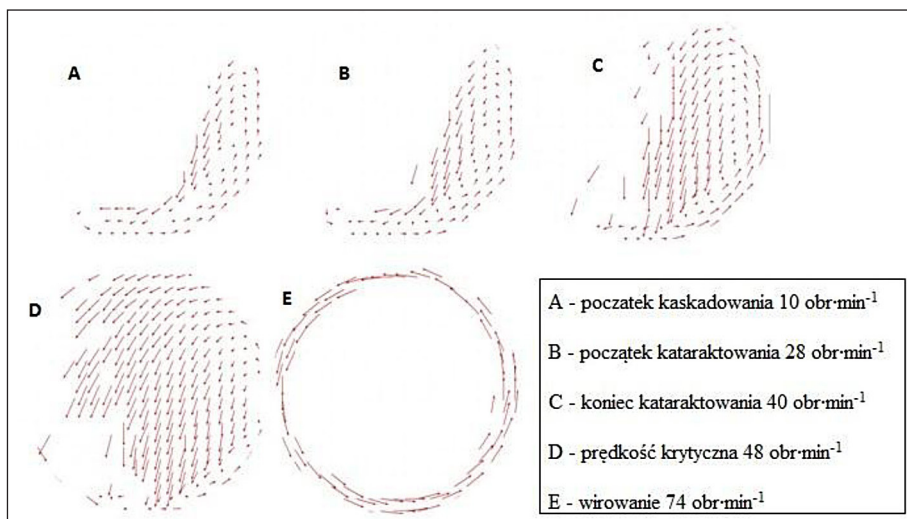 A
B
C
D
E
A - poczatek kaskadowania 10 obr·min⁻¹
B - początek kataraktowania 28 obr·min⁻¹
C - koniec kataraktowania 40 obr·min⁻¹
D - prędkość krytyczna 48 obr·min⁻¹
E - wirowanie 74 obr·min⁻¹